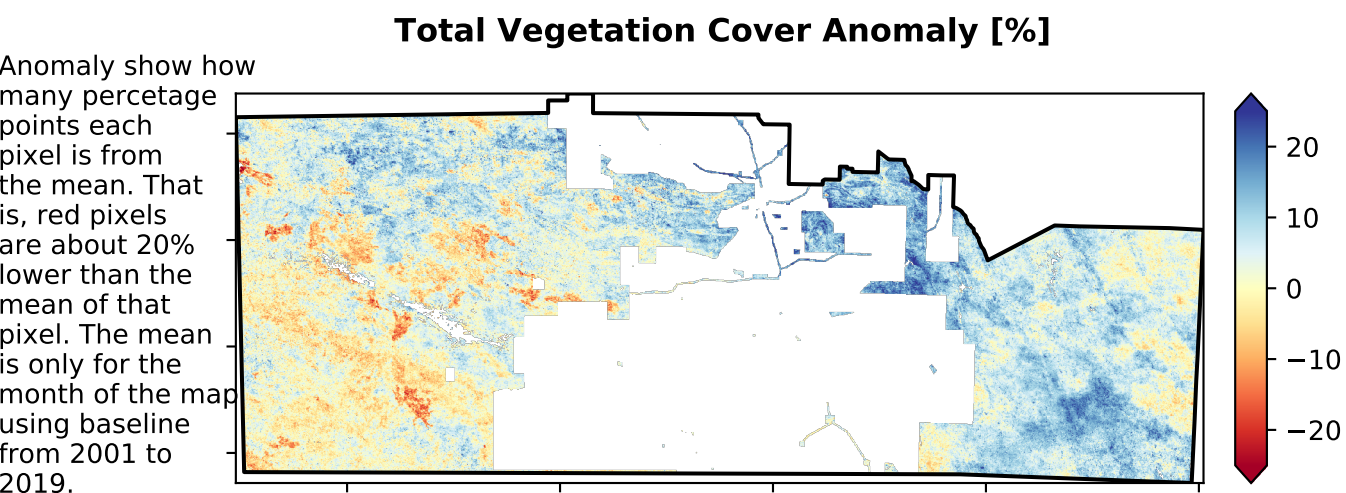 Total Vegetation Cover Anomaly [%]
Anomaly show how
many percetage
points each
pixel is from
the mean. That
is, red pixels
are about 20%
lower than the
mean of that
pixel. The mean
is only for the
month of the map
using baseline
from 2001 to
2019.
20
10
0
−10
−20